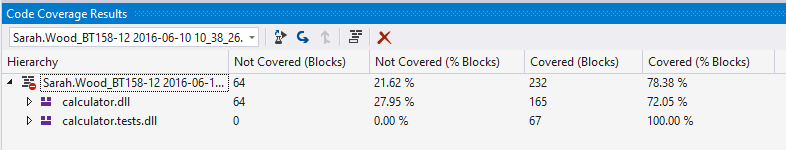 Code Coverage Results
Sarah.Wood_BT158-12 2016-06-10 10_38_26.
Hierarchy Not Covered (Blocks) Not Covered (% Blocks) Covered (Blocks) Covered (% Blocks)
Sarah.Wood_BT158-12 2016-06-1... 64 21.62 % 232 78.38 %
calculator.dll 64 27.95 % 165 72.05 %
calculator.tests.dll 0 0.00 % 67 100.00 %